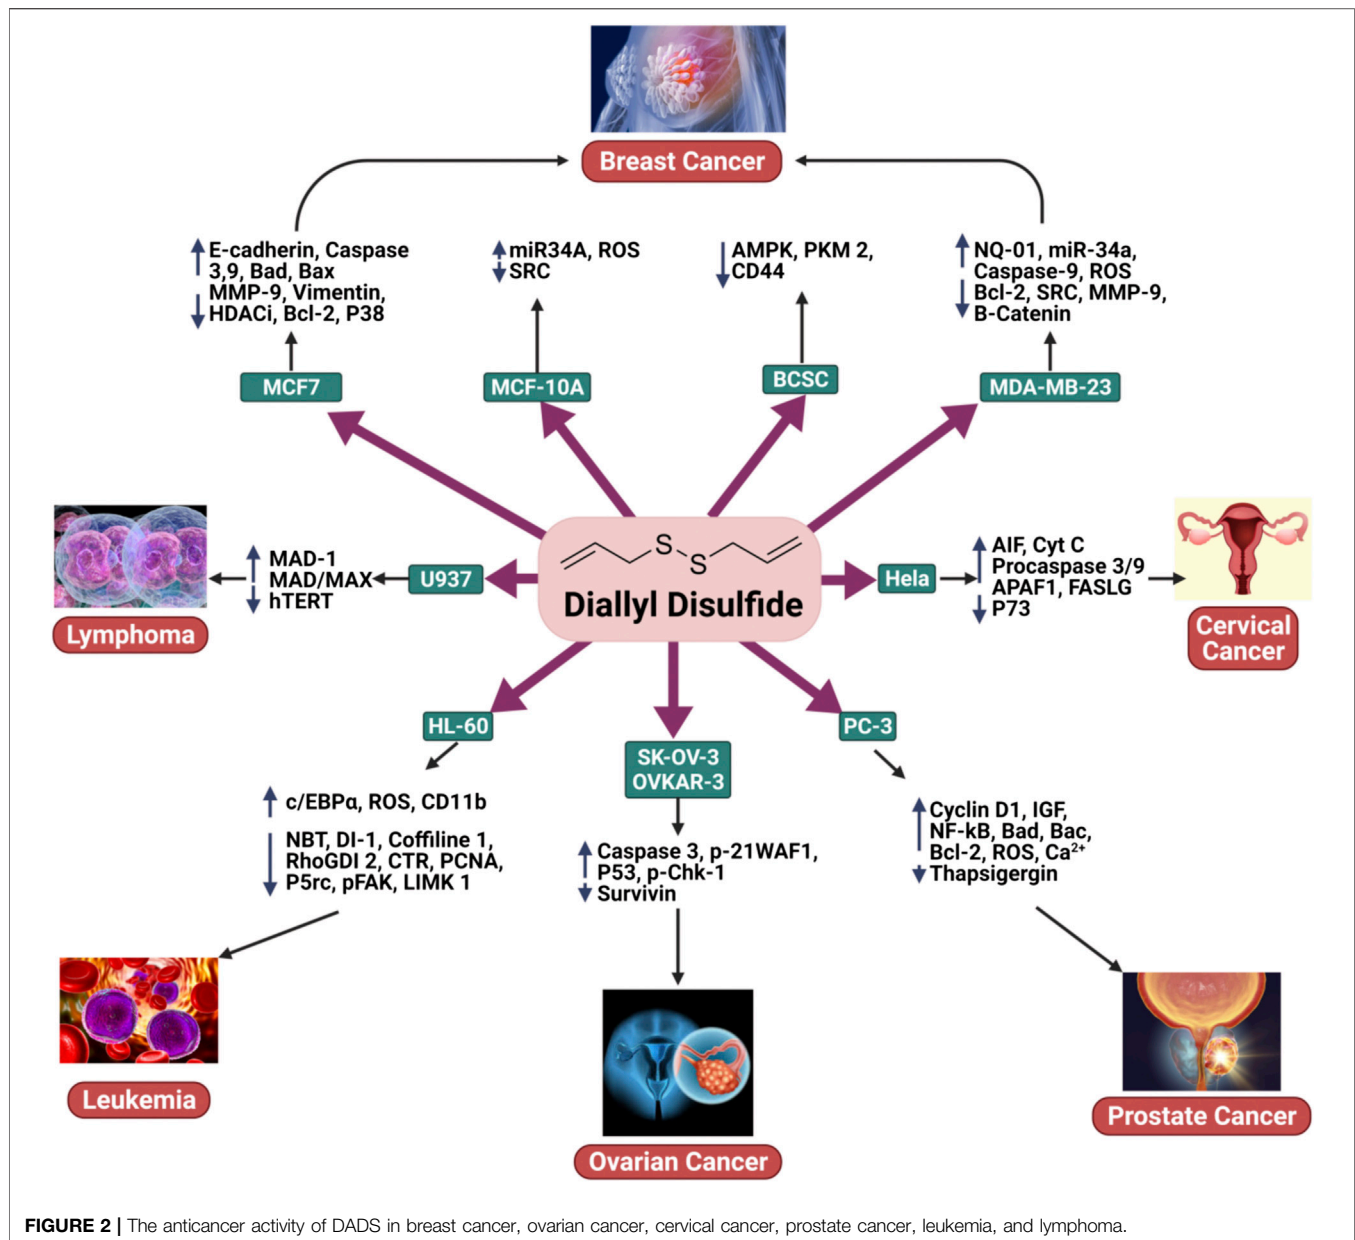 Breast Cancer
E-cadherin, Caspase
3,9, Bad, Bax
MMP-9, Vimentin,
HDACi, Bcl-2, P38
miR34A, ROS
SRC
AMPK, PKM 2,
CD44
NQ-01, miR-34a,
Caspase-9, ROS
Bcl-2, SRC, MMP-9,
B-Catenin
MCF7
MCF-10A
BCSC
MDA-MB-23
S
S
Diallyl Disulfide
MAD-1
MAD/MAX
hTERT
U937
Lymphoma
Hela
AIF, Cyt C
Procaspase 3/9
APAF1, FASLG
P73
Cervical
Cancer
HL-60
SK-OV-3
OVKAR-3
PC-3
c/EBPα, ROS, CD11b
NBT, DI-1, Coffiline 1,
RhoGDI 2, CTR, PCNA,
P5rc, pFAK, LIMK 1
Caspase 3, p-21WAF1,
P53, p-Chk-1
Survivin
Cyclin D1, IGF,
NF-kB, Bad, Bac,
Bcl-2, ROS, Ca²⁺
Thapsigergin
Leukemia
Ovarian Cancer
Prostate Cancer
FIGURE 2 | The anticancer activity of DADS in breast cancer, ovarian cancer, cervical cancer, prostate cancer, leukemia, and lymphoma.